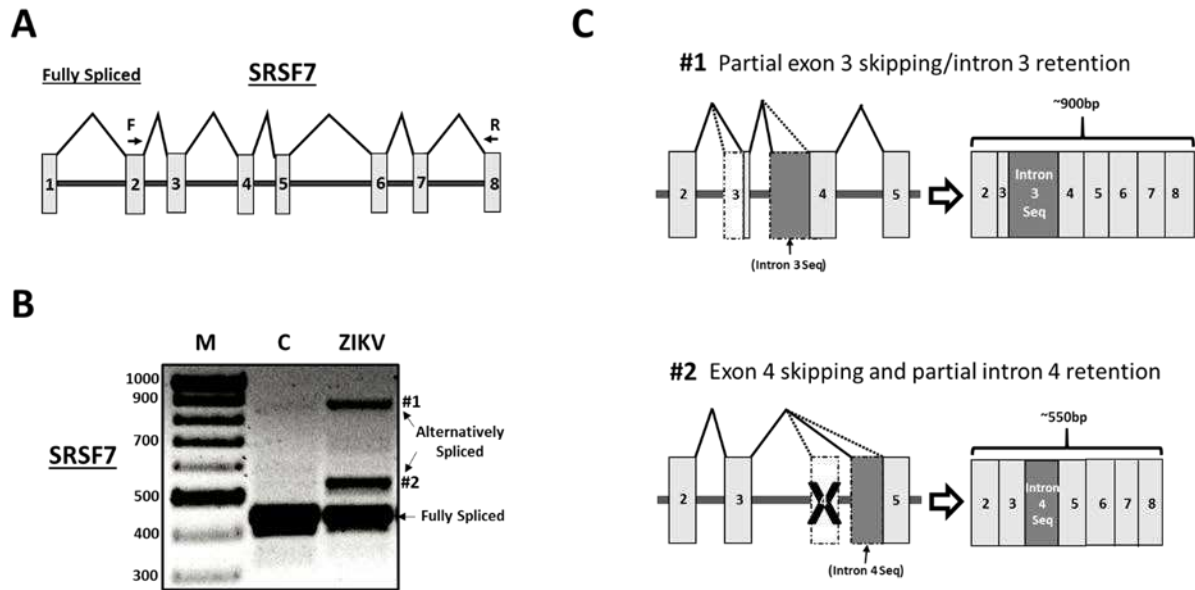 A
Fully Spliced
SRSF7
F
R
1 2 3 4 5 6 7 8
B
M C ZIKV
1000
900
700
500
400
300
SRSF7
#1
Alternatively
Spliced
#2
Fully Spliced
C
#1 Partial exon 3 skipping/intron 3 retention
2 3 4 5
(Intron 3 Seq)
~900bp
2 3 Intron 3 Seq 4 5 6 7 8
#2 Exon 4 skipping and partial intron 4 retention
2 3 X 5
(Intron 4 Seq)
~550bp
2 3 Intron 4 Seq 5 6 7 8